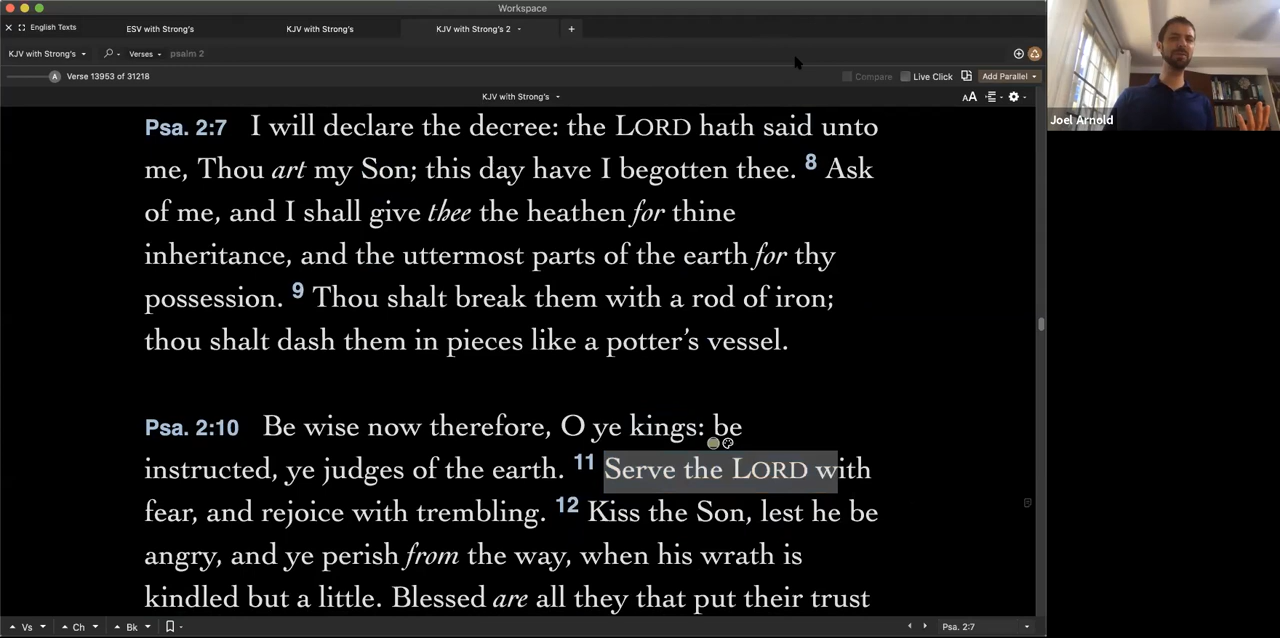 Workspace
English Texts
ESV with Strong's
KJV with Strong's
KJV with Strong's 2
KJV with Strong's
Verses
psalm 2
A
Verse 13953 of 31218
Compare
Live Click
Add Parallel
KJV with Strong's
AA
Psa. 2:7 I will declare the decree: the LORD hath said unto
me, Thou art my Son; this day have I begotten thee. 8 Ask
of me, and I shall give thee the heathen for thine
inheritance, and the uttermost parts of the earth for thy
possession. 9 Thou shalt break them with a rod of iron;
thou shalt dash them in pieces like a potter’s vessel.
Psa. 2:10 Be wise now therefore, O ye kings: be
instructed, ye judges of the earth. 11 Serve the LORD with
fear, and rejoice with trembling. 12 Kiss the Son, lest he be
angry, and ye perish from the way, when his wrath is
kindled but a little. Blessed are all they that put their trust
Vs
Ch
Bk
Psa. 2:7
Joel Arnold